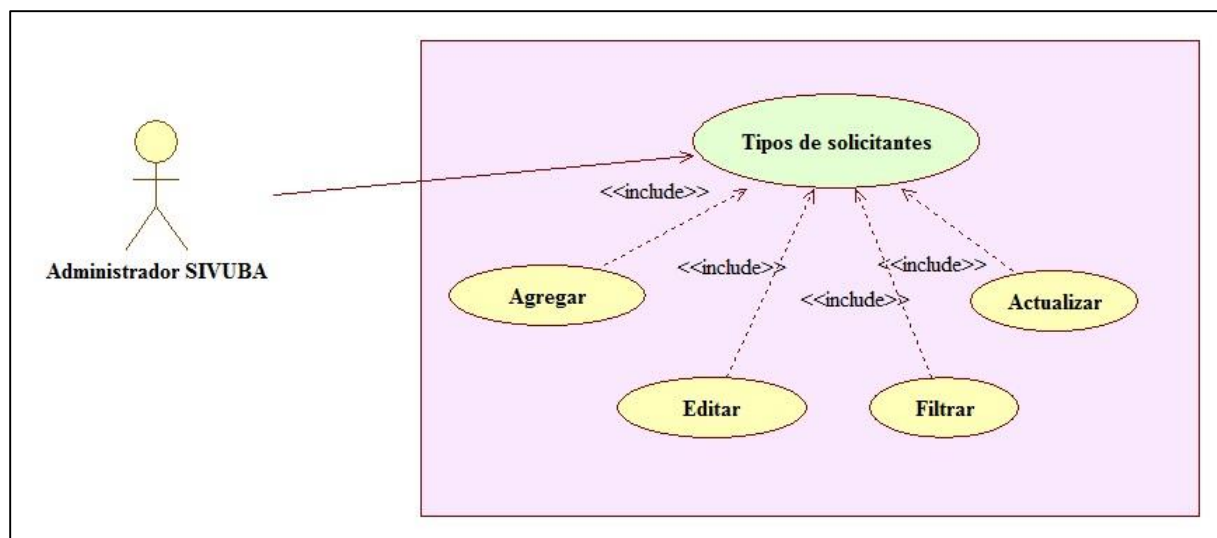 Tipos de solicitantes
<<include>>
Administrador SIVUBA
<<include>>
<<include>>
Agregar
<<include>>
Actualizar
Editar
Filtrar